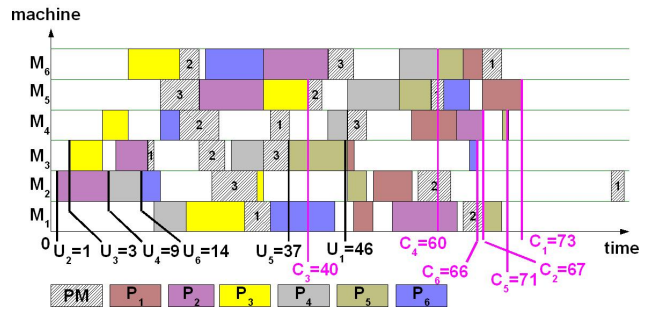 machine
M6 2 3 1
M5 3 2 1
M4 2 1 3
M3 1 2 3
M2 3 2 1
M1 1 2
0 U2=1 U3=3 U4=9 U6=14 U5=37 U1=46 C3=40 C4=60 C6=66 C5=71 C2=67 C1=73 time
PM P1 P2 P3 P4 P5 P6